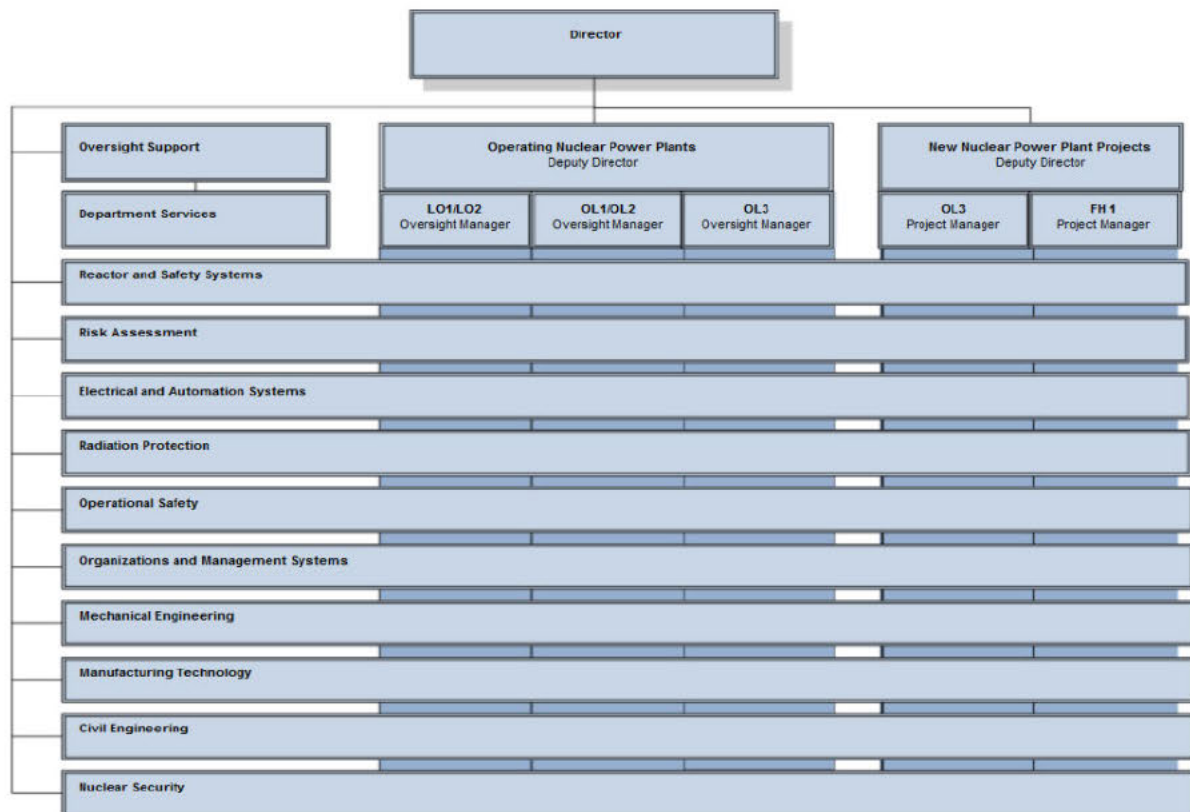 Director
Oversight Support
Operating Nuclear Power Plants
Deputy Director
New Nuclear Power Plant Projects
Deputy Director
Department Services
LO1/LO2
Oversight Manager
OL1/OL2
Oversight Manager
OL3
Oversight Manager
OL3
Project Manager
FH 1
Project Manager
Reactor and Safety Systems
Risk Assessment
Electrical and Automation Systems
Radiation Protection
Operational Safety
Organizations and Management Systems
Mechanical Engineering
Manufacturing Technology
Civil Engineering
Nuclear Security